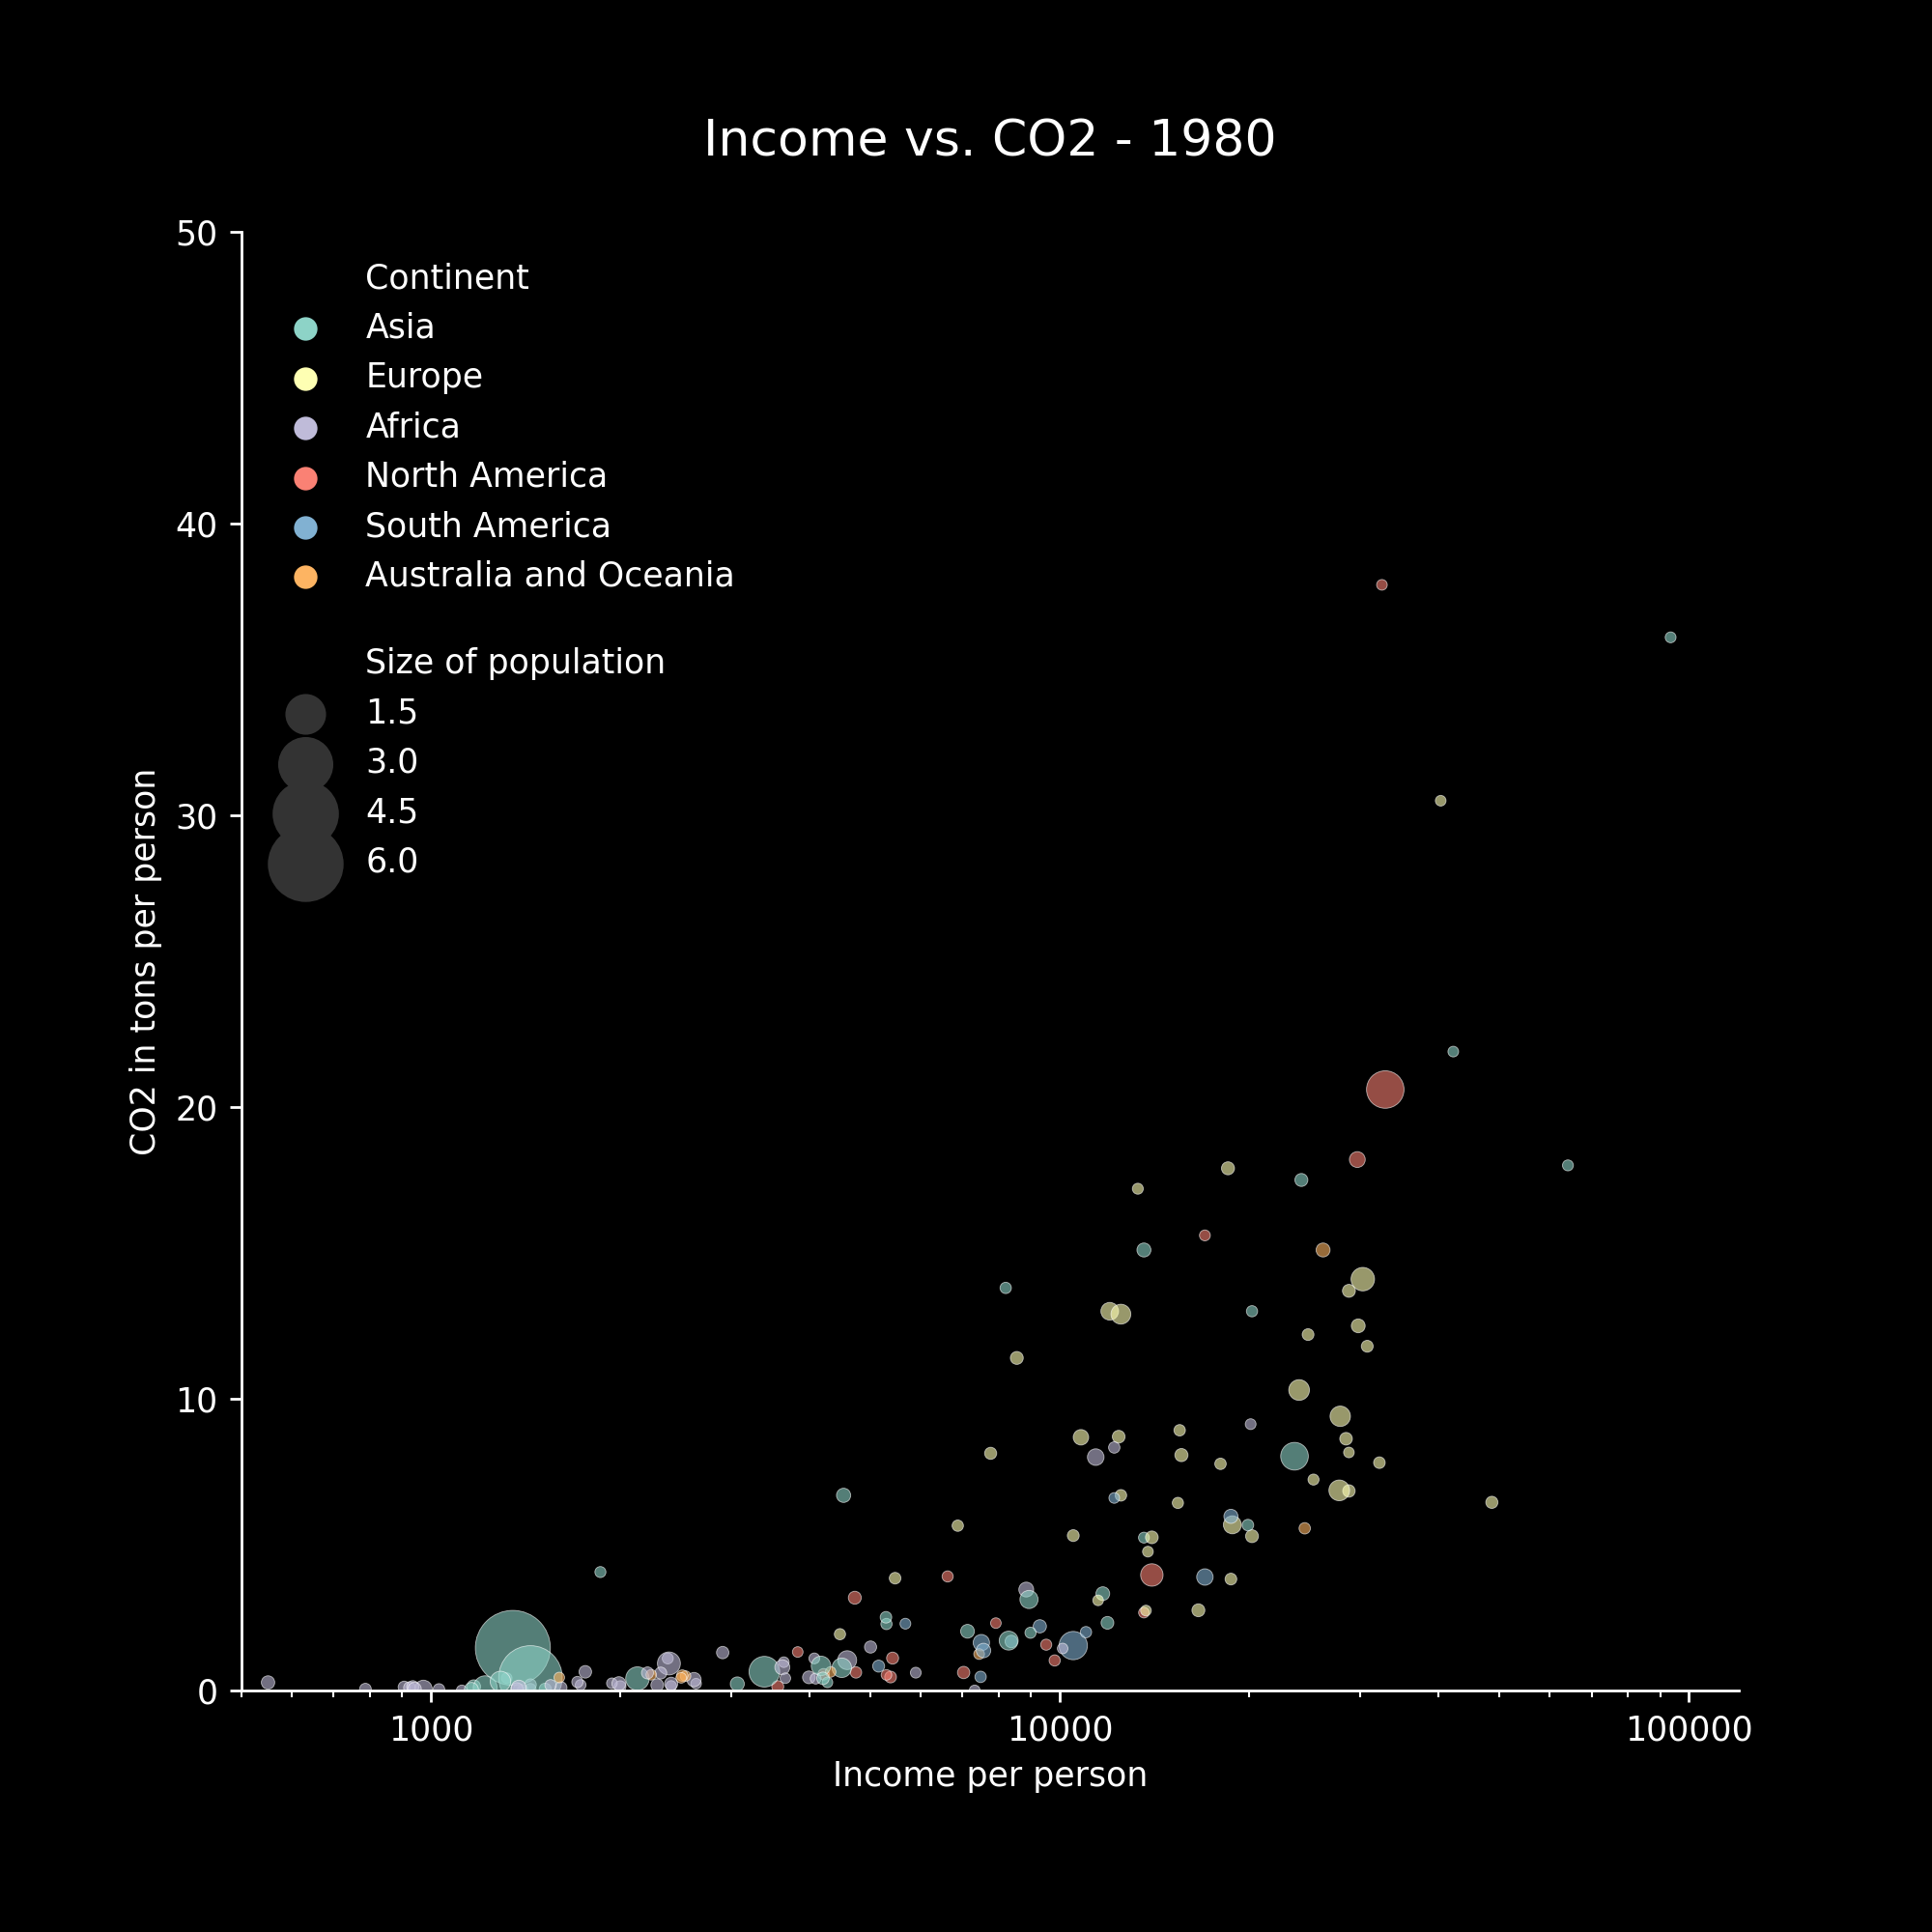 Income vs. CO2 - 1980
50
40
30
20
10
0
CO2 in tons per person
Continent
Asia
Europe
Africa
North America
South America
Australia and Oceania
Size of population
1.5
3.0
4.5
6.0
1000
10000
100000
Income per person